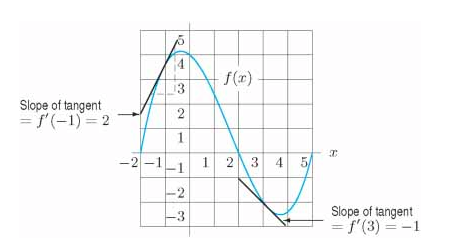 5
4
f(x)
3
Slope of tangent
= f′(−1) = 2
2
1
−2 −1 1 2 3 4 5 x
−1
−2
−3
Slope of tangent
= f′(3) = −1